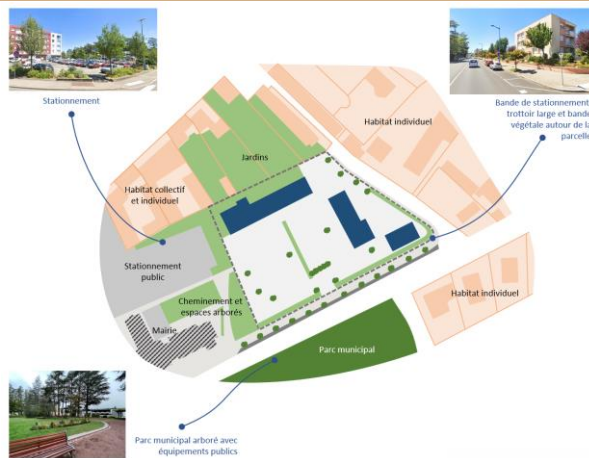 Stationnement
Bande de stationnement,
trottoir large et bande
végétale autour de la
parcelle
Habitat individuel
Jardins
Habitat collectif
et individuel
Stationnement
public
Cheminement et
espaces arborés
Mairie
Habitat individuel
Parc municipal
Parc municipal arboré avec
équipements publics